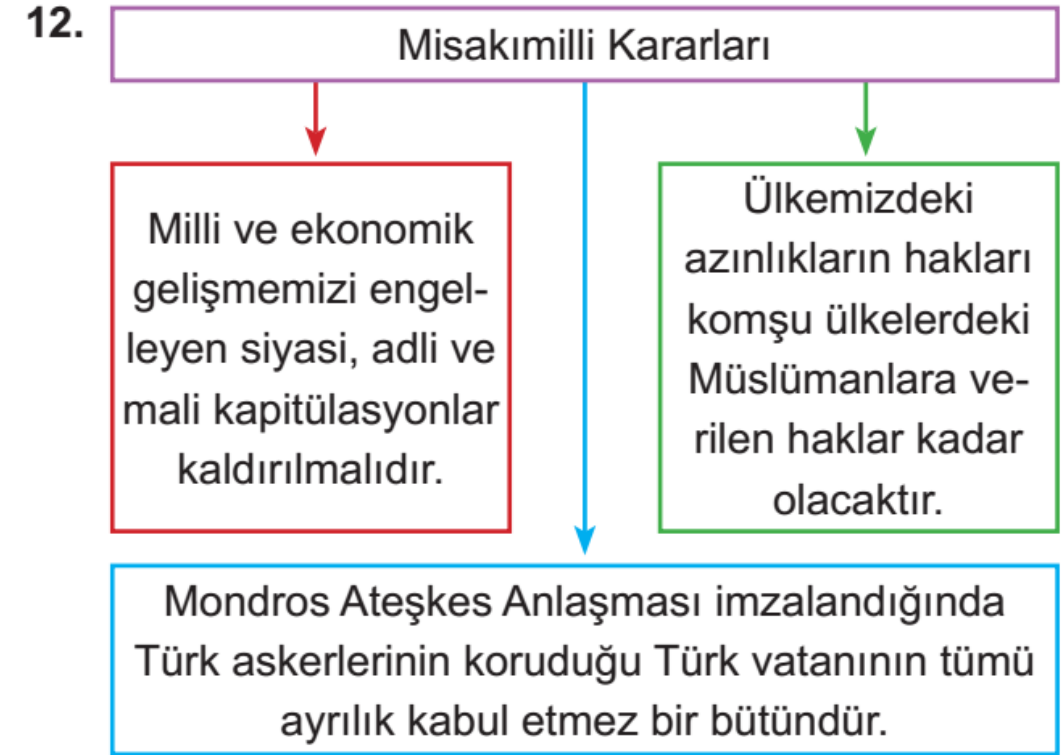 12.
Misakımilli Kararları
Milli ve ekonomik
gelişmemizi engel-
leyen siyasi, adli ve
mali kapitülasyonlar
kaldırılmalıdır.
Ülkemizdeki
azınlıkların hakları
komşu ülkelerdeki
Müslümanlara ve-
rilen haklar kadar
olacaktır.
Mondros Ateşkes Anlaşması imzalandığında
Türk askerlerinin koruduğu Türk vatanının tümü
ayrılık kabul etmez bir bütündür.